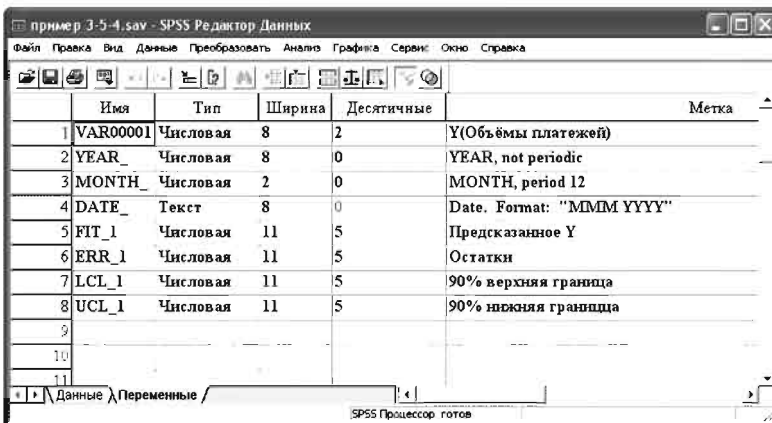 пример 3-5-4.sav - SPSS Редактор Данных
Файл Правка Вид Данные Преобразовать Анализ Графика Сервис Окно Справка
Имя Тип Ширина Десятичные Метка
1 VAR00001 Числовая 8 2 Y(Объёмы платежей)
2 YEAR_ Числовая 8 0 YEAR, not periodic
3 MONTH_ Числовая 2 0 MONTH, period 12
4 DATE_ Текст 8 0 Date. Format: "MMM YYYY"
5 FIT_1 Числовая 11 5 Предсказанное Y
6 ERR_1 Числовая 11 5 Остатки
7 LCL_1 Числовая 11 5 90% верхняя граница
8 UCL_1 Числовая 11 5 90% нижняя граниица
9
10
11
Данные Переменные
SPSS Процессор готов